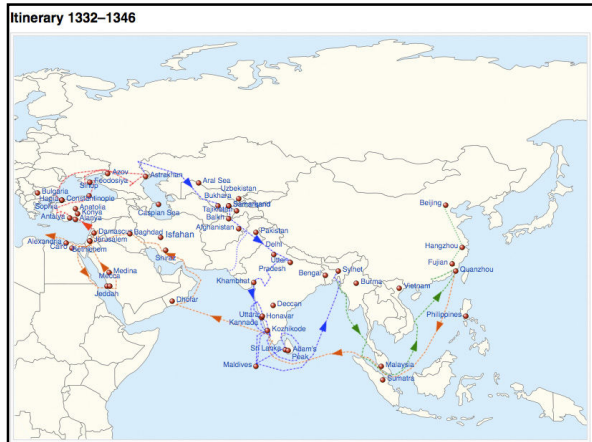 Itinerary 1332–1346
Azov
Astrakhan
Feodosiya
Sinop
Aral Sea
Bulgaria
Hagia
Constantinople
Sophia
Anatolia
Konya
Antalya
Alanya
Caspian Sea
Uzbekistan
Bukhara
Samarkand
Tajikistan
Balkh
Afghanistan
Pakistan
Delhi
Uttar
Pradesh
Beijing
Hangzhou
Fujian
Quanzhou
Damascus
Baghdad
Isfahan
Alexandria
Cairo
Jerusalem
Bethlehem
Shiraz
Medina
Mecca
Jeddah
Dhofar
Khambhat
Bengal
Sylhet
Burma
Vietnam
Philippines
Deccan
Uttara
Kannada
Honavar
Kozhikode
Sri Lanka
Adam's
Peak
Maldives
Malaysia
Sumatra